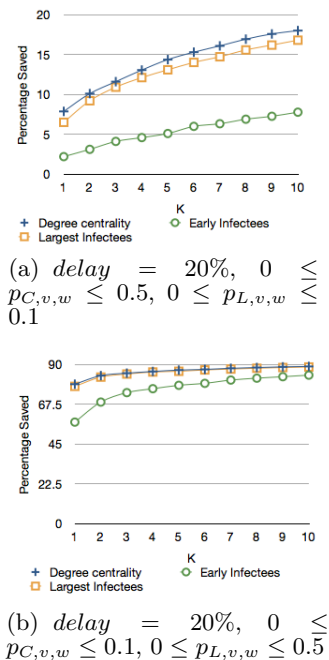 20
15
10
5
0
Percentage Saved
1 2 3 4 5 6 7 8 9 10
K
Degree centrality Early Infectees
Largest Infectees
(a) delay = 20%, 0 ≤
p_{C,v,w} ≤ 0.5, 0 ≤ p_{L,v,w} ≤
0.1
90
67.5
45
22.5
0
Percentage Saved
1 2 3 4 5 6 7 8 9 10
K
Degree centrality Early Infectees
Largest Infectees
(b) delay = 20%, 0 ≤
p_{C,v,w} ≤ 0.1, 0 ≤ p_{L,v,w} ≤ 0.5